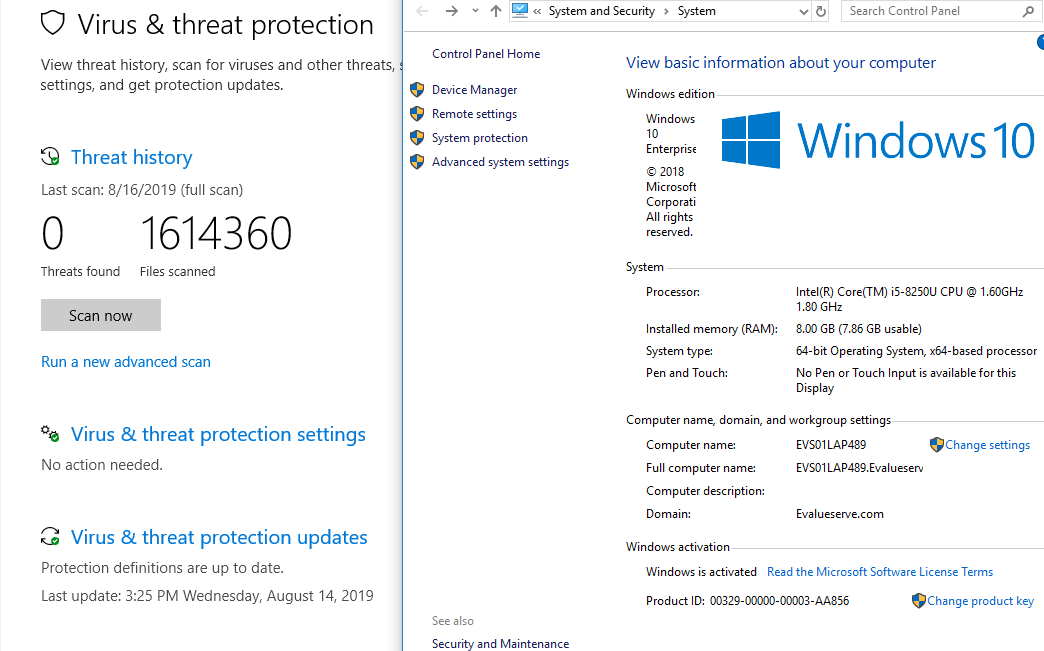 Virus & threat protection
View threat history, scan for viruses and other threats,
settings, and get protection updates.
Threat history
Last scan: 8/16/2019 (full scan)
0 1614360
Threats found Files scanned
Scan now
Run a new advanced scan
Virus & threat protection settings
No action needed.
Virus & threat protection updates
Protection definitions are up to date.
Last update: 3:25 PM Wednesday, August 14, 2019
« System and Security › System
Search Control Panel
Control Panel Home
Device Manager
Remote settings
System protection
Advanced system settings
See also
Security and Maintenance
View basic information about your computer
Windows edition
Windows
10
Enterprise
© 2018
Microsoft
Corporati
All rights
reserved.
Windows 10
System
Processor: Intel(R) Core(TM) i5-8250U CPU @ 1.60GHz
1.80 GHz
Installed memory (RAM): 8.00 GB (7.86 GB usable)
System type: 64-bit Operating System, x64-based processor
Pen and Touch: No Pen or Touch Input is available for this
Display
Computer name, domain, and workgroup settings
Computer name: EVS01LAP489 Change settings
Full computer name: EVS01LAP489.Evalueserv
Computer description:
Domain: Evalueserve.com
Windows activation
Windows is activated Read the Microsoft Software License Terms
Product ID: 00329-00000-00003-AA856 Change product key